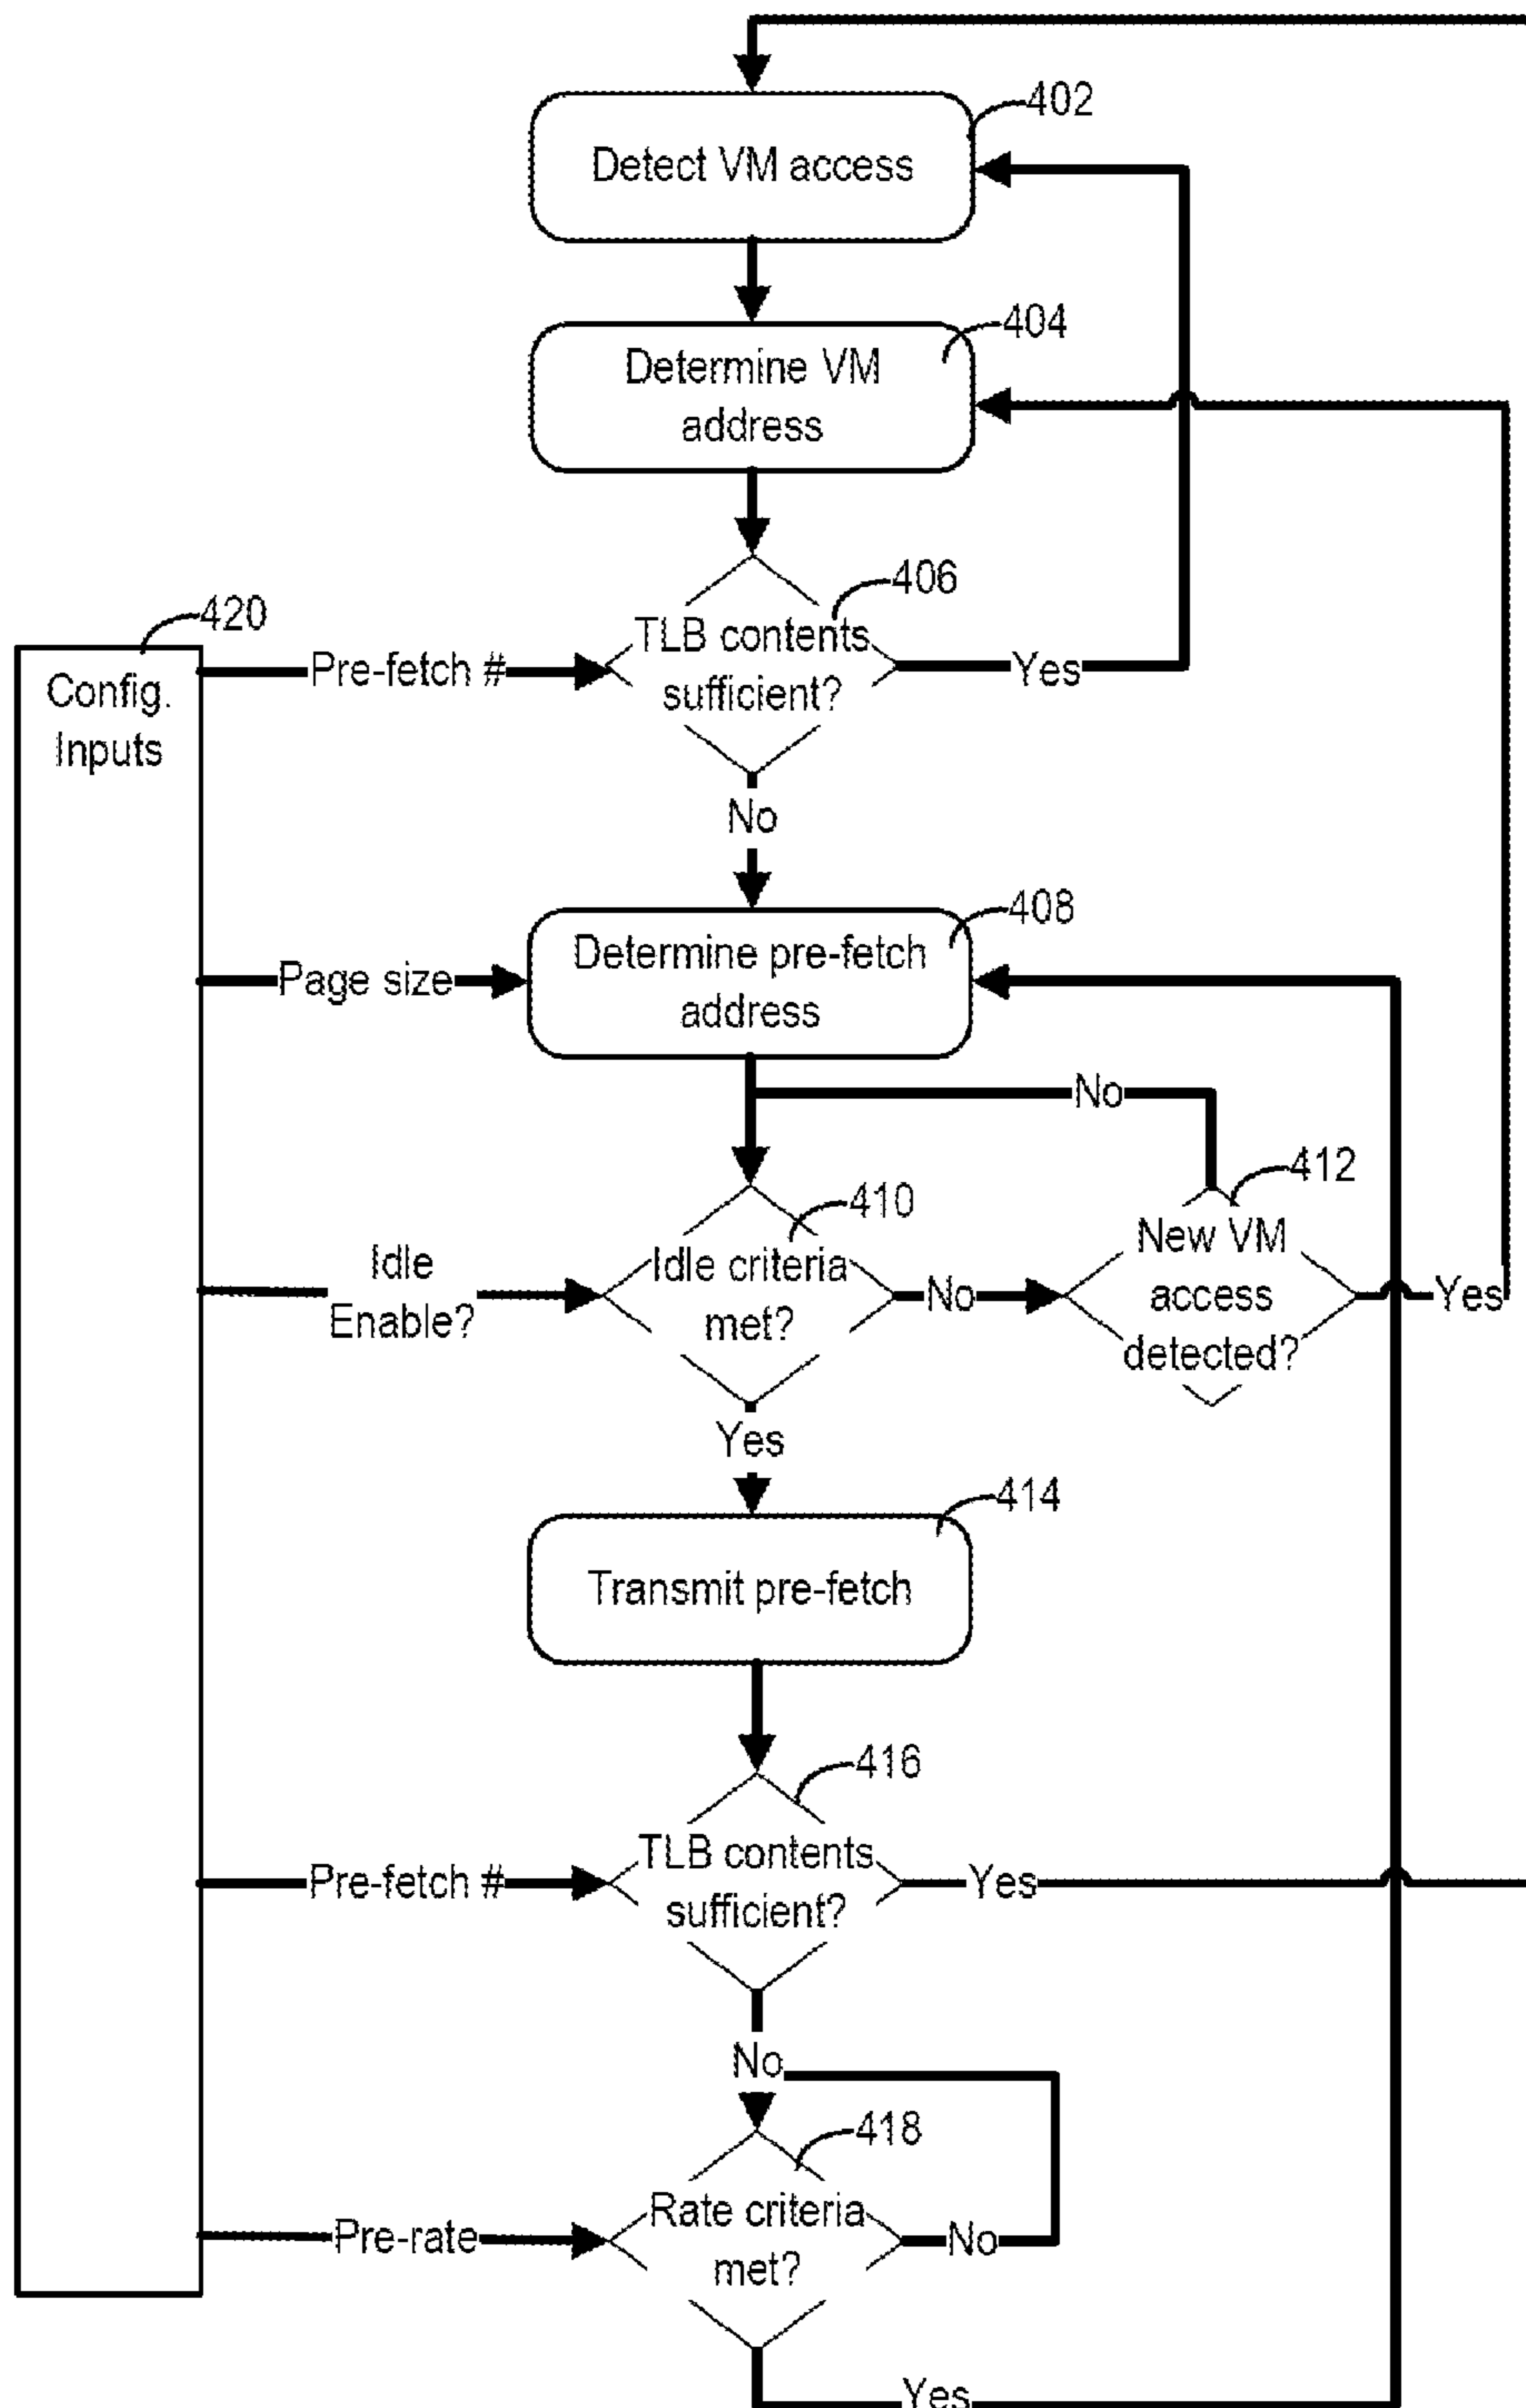 402
Detect VM access
404
Determine VM
address
406
420
TLB contents
sufficient?
Pre-fetch #
Yes
Config.
Inputs
No
408
Determine pre-fetch
address
Page size
No
412
410
New VM
access
detected?
Idle
Enable?
Idle criteria
met?
No
Yes
Yes
414
Transmit pre-fetch
416
TLB contents
sufficient?
Pre-fetch #
Yes
No
418
Rate criteria
met?
Pre-rate
No
Yes